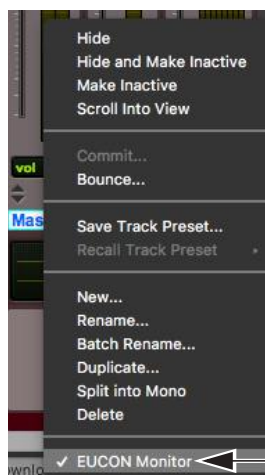 Hide
Hide and Make Inactive
Make Inactive
Scroll Into View
Commit...
vol
Bounce...
Mas
Save Track Preset...
Recall Track Preset
New...
Rename...
Batch Rename...
Duplicate...
Split into Mono
Delete
✓ EUCON Monitor